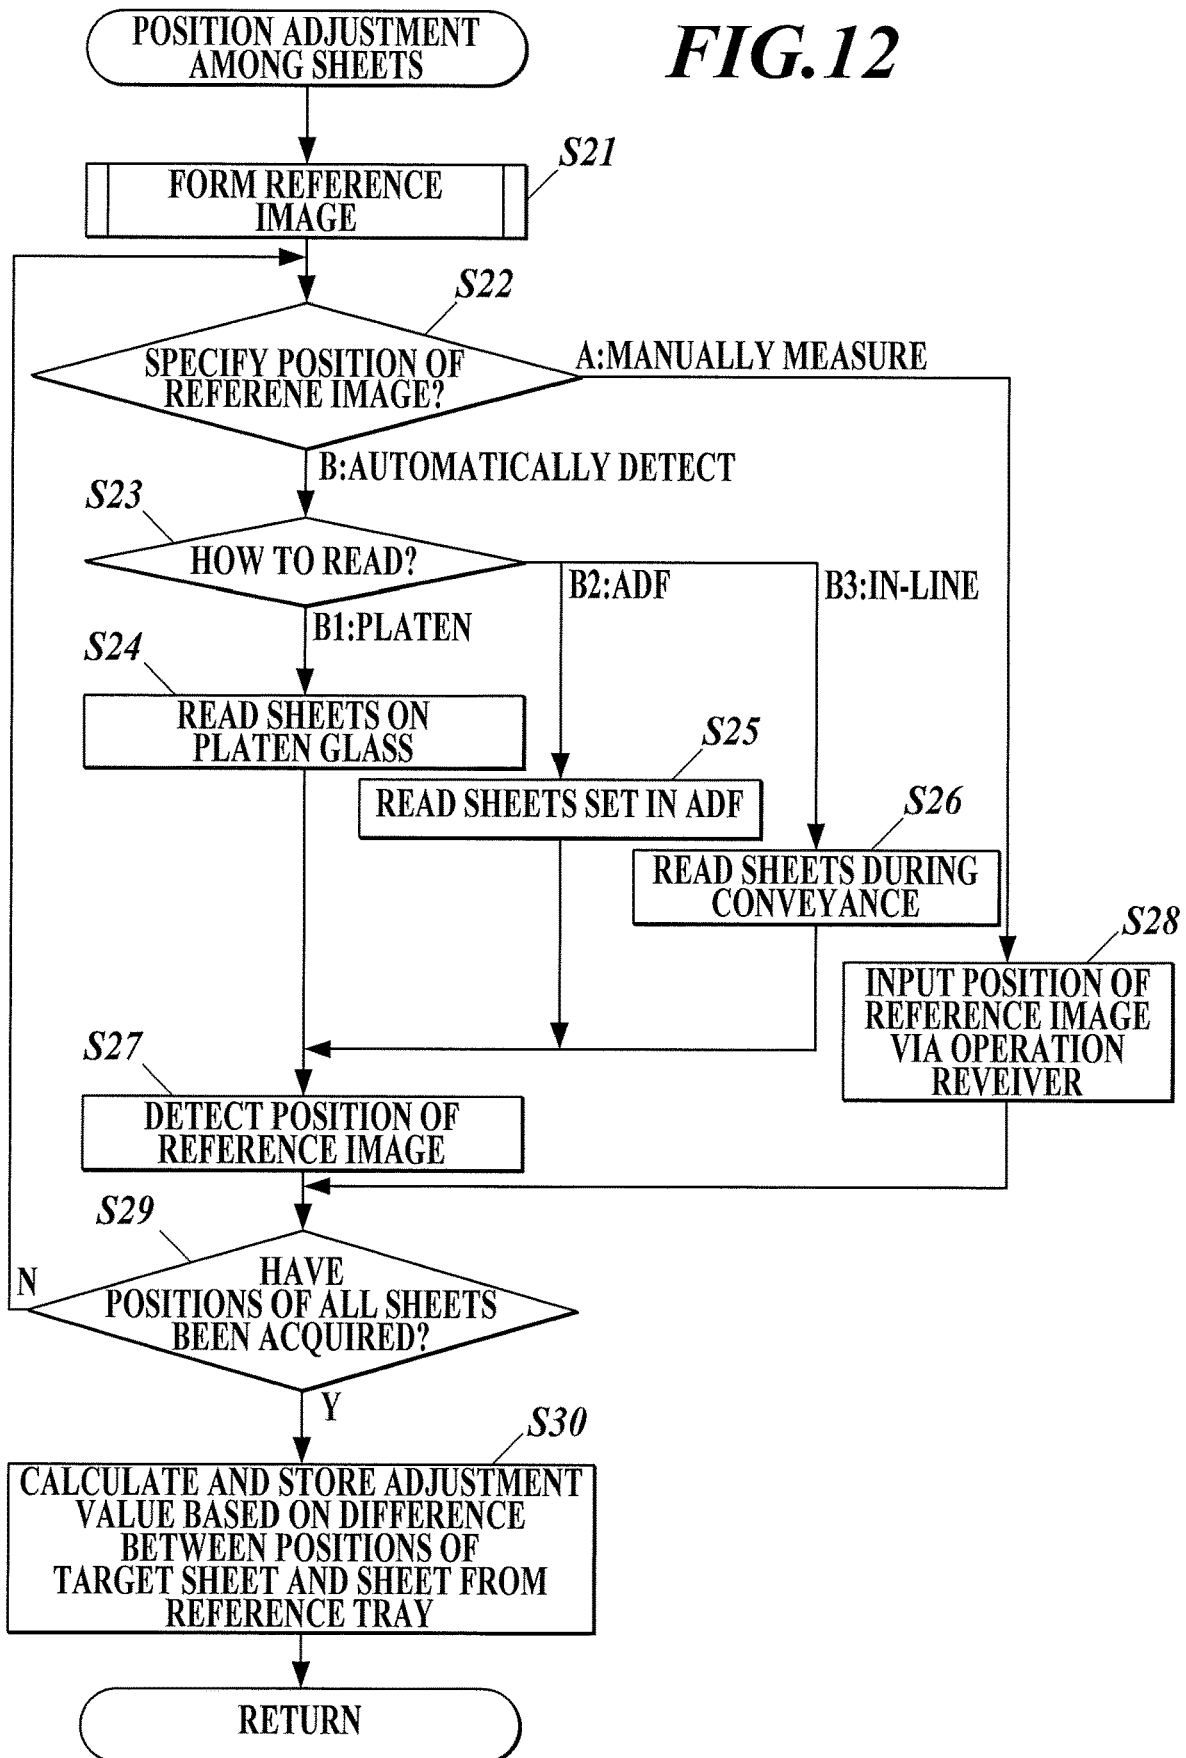 POSITION ADJUSTMENT
AMONG SHEETS
FIG.12
S21
FORM REFERENCE
IMAGE
S22
SPECIFY POSITION OF
REFERENE IMAGE?
A:MANUALLY MEASURE
B:AUTOMATICALLY DETECT
S23
HOW TO READ?
B1:PLATEN
B2:ADF
B3:IN-LINE
S24
READ SHEETS ON
PLATEN GLASS
S25
READ SHEETS SET IN ADF
S26
READ SHEETS DURING
CONVEYANCE
S28
INPUT POSITION OF
REFERENCE IMAGE
VIA OPERATION
REVEIVER
S27
DETECT POSITION OF
REFERENCE IMAGE
S29
HAVE
POSITIONS OF ALL SHEETS
BEEN ACQUIRED?
N
Y
S30
CALCULATE AND STORE ADJUSTMENT
VALUE BASED ON DIFFERENCE
BETWEEN POSITIONS OF
TARGET SHEET AND SHEET FROM
REFERENCE TRAY
RETURN